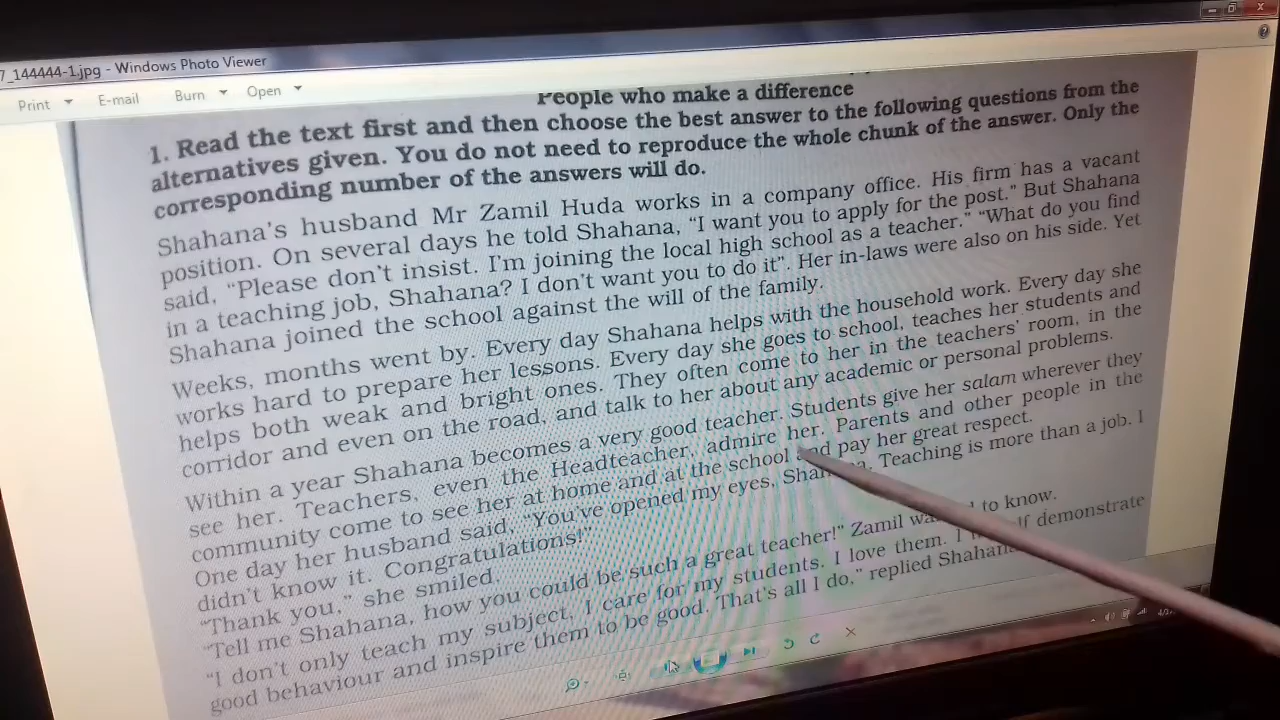 7_144444-1.jpg - Windows Photo Viewer
Print E-mail Burn Open
People who make a difference
1. Read the text first and then choose the best answer to the following questions from the
alternatives given. You do not need to reproduce the whole chunk of the answer. Only the
corresponding number of the answers will do.
Shahana's husband Mr Zamil Huda works in a company office. His firm has a vacant
position. On several days he told Shahana, "I want you to apply for the post." But Shahana
said, "Please don't insist. I'm joining the local high school as a teacher." "What do you find
in a teaching job, Shahana? I don't want you to do it". Her in-laws were also on his side. Yet
Shahana joined the school against the will of the family.
Weeks, months went by. Every day Shahana helps with the household work. Every day she
works hard to prepare her lessons. Every day she goes to school, teaches her students and
helps both weak and bright ones. They often come to her in the teachers' room, in the
corridor and even on the road, and talk to her about any academic or personal problems.
Within a year Shahana becomes a very good teacher. Students give her salam wherever they
see her. Teachers, even the Headteacher, admire her. Parents and other people in the
community come to see her at home and at the school and pay her great respect.
One day her husband said, "You've opened my eyes, Shahana. Teaching is more than a job. I
didn't know it. Congratulations!"
"Thank you," she smiled.
"Tell me Shahana, how you could be such a great teacher!" Zamil to know.
"I don't only teach my subject, I care for my students. I love them. I demonstrate
good behaviour and inspire them to be good. That's all I do," replied Shahana